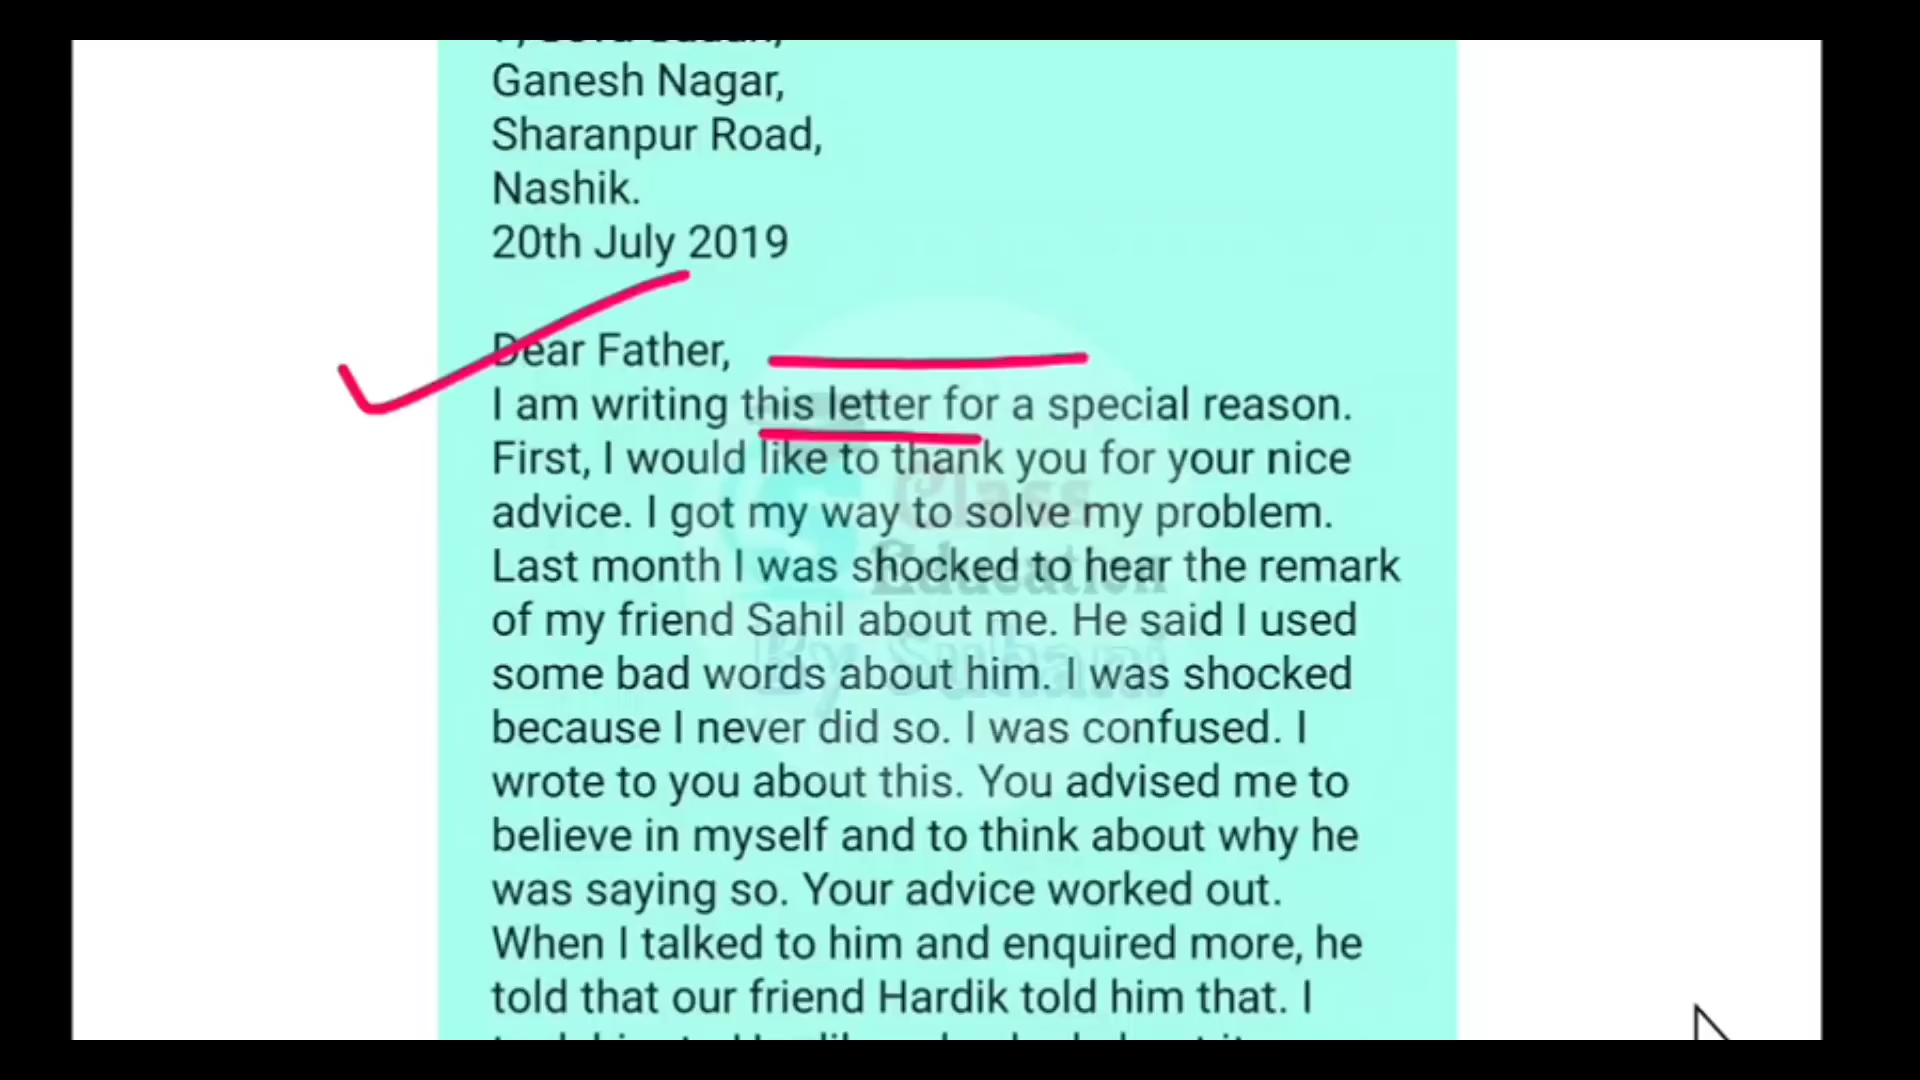 Ganesh Nagar,
Sharanpur Road,
Nashik.
20th July 2019
Dear Father,
I am writing this letter for a special reason.
First, I would like to thank you for your nice
advice. I got my way to solve my problem.
Last month I was shocked to hear the remark
of my friend Sahil about me. He said I used
some bad words about him. I was shocked
because I never did so. I was confused. I
wrote to you about this. You advised me to
believe in myself and to think about why he
was saying so. Your advice worked out.
When I talked to him and enquired more, he
told that our friend Hardik told him that. I
Class
Education
By Suhani